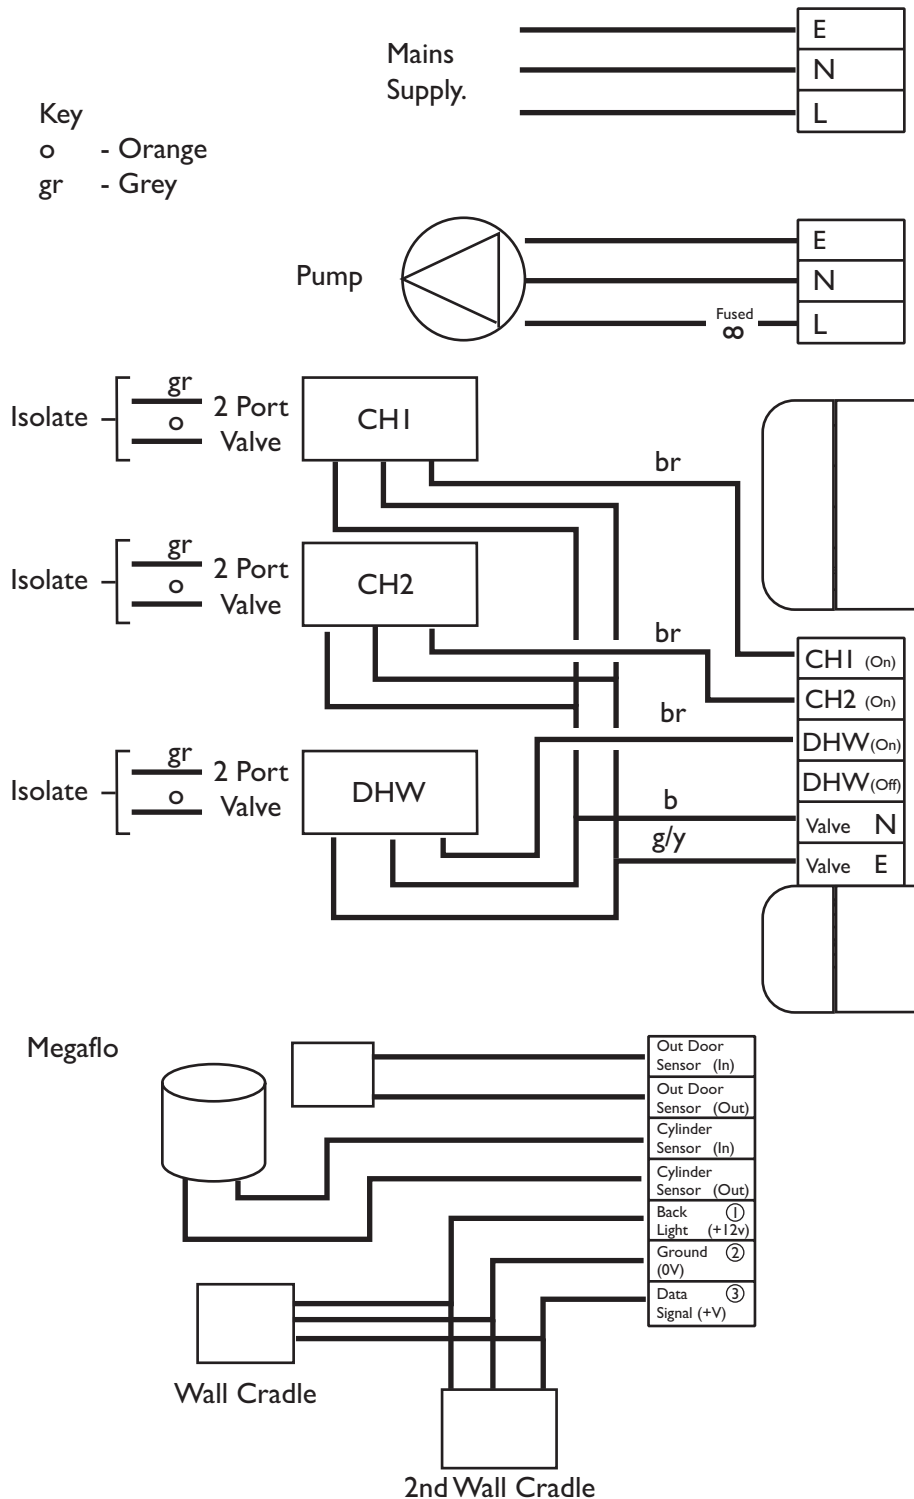 E
Mains
Supply.
N
L
Key
o - Orange
gr - Grey
Pump
E
N
Fused
L
Isolate
gr
o
2 Port
Valve
CH1
br
Isolate
gr
o
2 Port
Valve
CH2
br
CH1 (On)
CH2 (On)
br
DHW (On)
Isolate
gr
o
2 Port
Valve
DHW
DHW (Off)
b
Valve N
g/y
Valve E
Megaflo
Out Door
Sensor (In)
Out Door
Sensor (Out)
Cylinder
Sensor (In)
Cylinder
Sensor (Out)
Back ①
Light (+12v)
Ground ②
(0V)
Data ③
Signal (+V)
Wall Cradle
2nd Wall Cradle